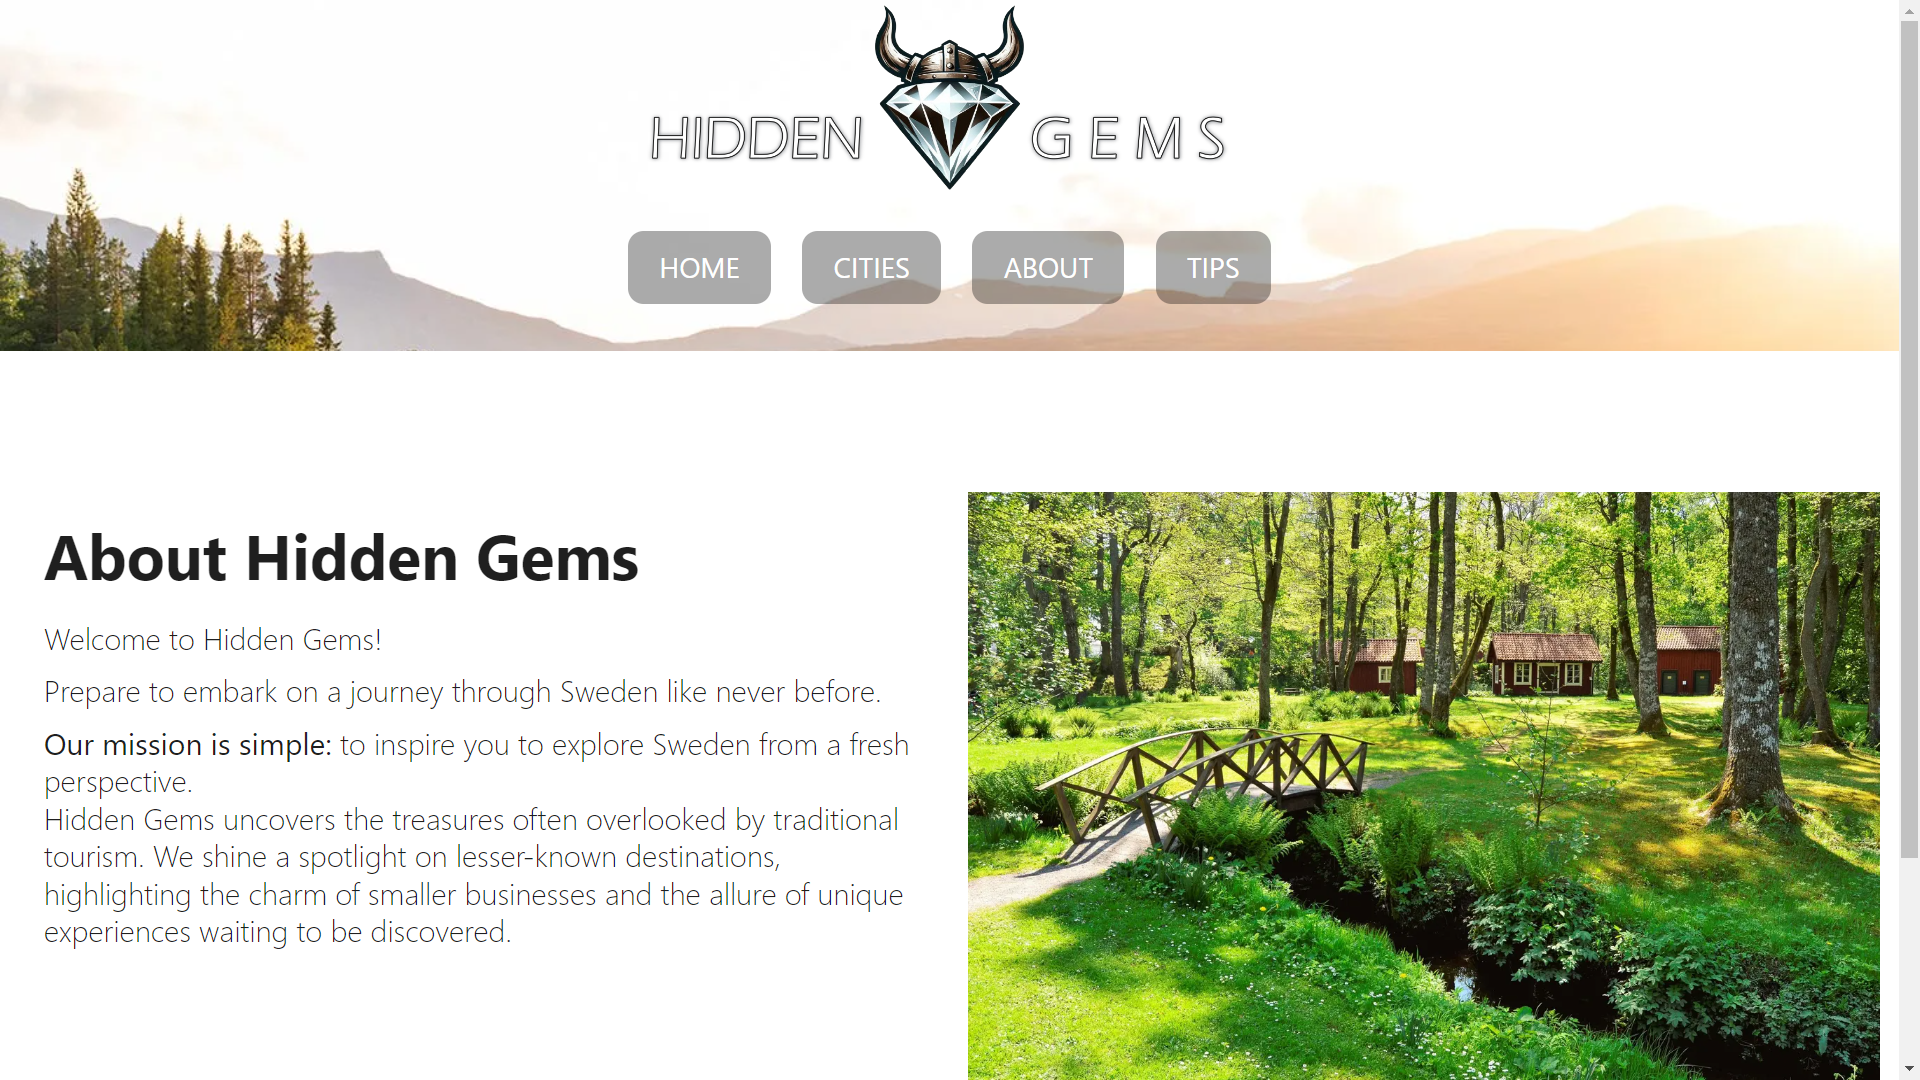 HIDDEN GEMS
HOME CITIES ABOUT TIPS
About Hidden Gems
Welcome to Hidden Gems!
Prepare to embark on a journey through Sweden like never before.
Our mission is simple: to inspire you to explore Sweden from a fresh
perspective.
Hidden Gems uncovers the treasures often overlooked by traditional
tourism. We shine a spotlight on lesser-known destinations,
highlighting the charm of smaller businesses and the allure of unique
experiences waiting to be discovered.